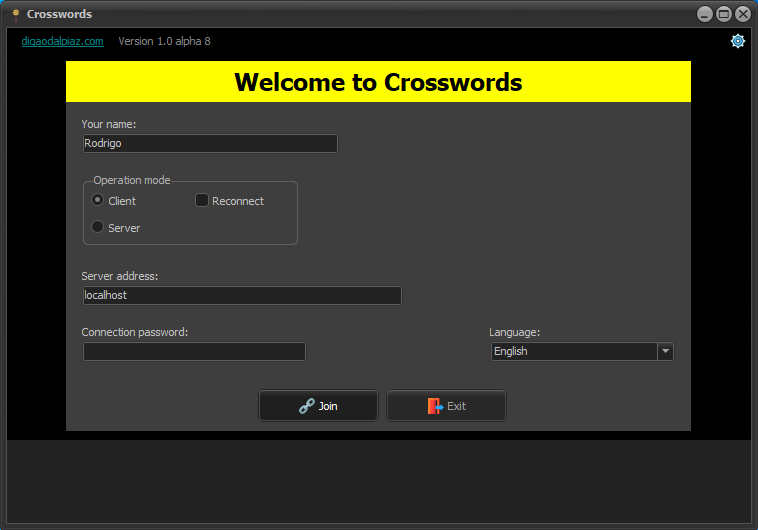 Crosswords
digaodalpiaz.com Version 1.0 alpha 8
Welcome to Crosswords
Your name:
Rodrigo
Operation mode
Client Reconnect
Server
Server address:
localhost
Connection password: Language:
English
Join Exit